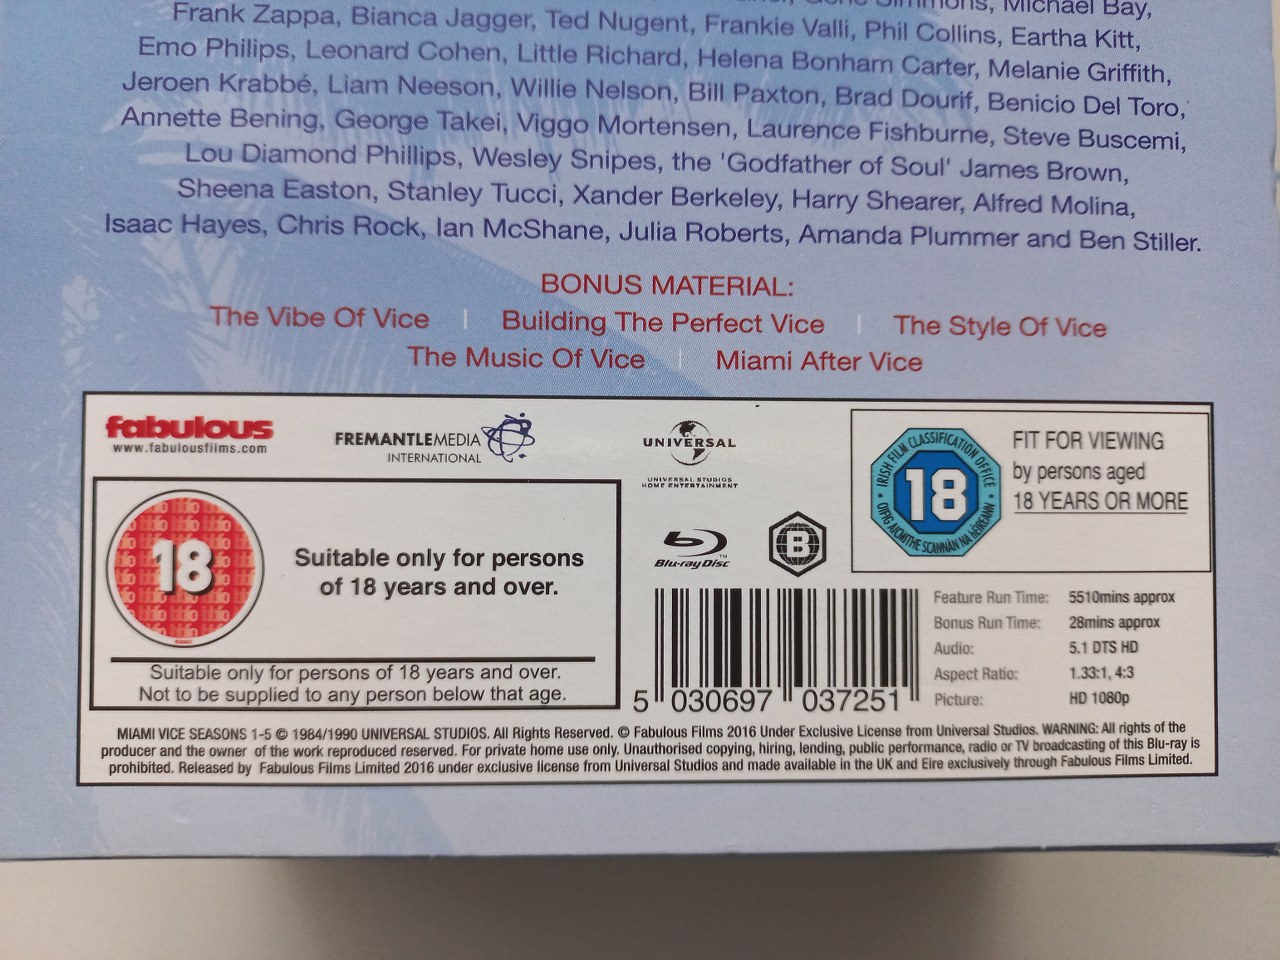 Simmons, Michael Bay,
Frank Zappa, Bianca Jagger, Ted Nugent, Frankie Valli, Phil Collins, Eartha Kitt,
Emo Philips, Leonard Cohen, Little Richard, Helena Bonham Carter, Melanie Griffith,
Jeroen Krabbé, Liam Neeson, Willie Nelson, Bill Paxton, Brad Dourif, Benicio Del Toro,
Annette Bening, George Takei, Viggo Mortensen, Laurence Fishburne, Steve Buscemi,
Lou Diamond Phillips, Wesley Snipes, the 'Godfather of Soul' James Brown,
Sheena Easton, Stanley Tucci, Xander Berkeley, Harry Shearer, Alfred Molina,
Isaac Hayes, Chris Rock, Ian McShane, Julia Roberts, Amanda Plummer and Ben Stiller.
BONUS MATERIAL:
The Vibe Of Vice | Building The Perfect Vice | The Style Of Vice
The Music Of Vice | Miami After Vice
fabulous
www.fabulousfilms.com
FREMANTLEMEDIA
INTERNATIONAL
UNIVERSAL
UNIVERSAL STUDIOS
HOME ENTERTAINMENT
IRISH FILM CLASSIFICATION OFFICE
18
OIFIG AICMITHE SCANNÁN NA hÉIREANN
FIT FOR VIEWING
by persons aged
18 YEARS OR MORE
18
Suitable only for persons
of 18 years and over.
Suitable only for persons of 18 years and over.
Not to be supplied to any person below that age.
Blu-ray Disc™
B
5 030697 037251
Feature Run Time: 5510mins approx
Bonus Run Time: 28mins approx
Audio: 5.1 DTS HD
Aspect Ratio: 1.33:1, 4:3
Picture: HD 1080p
MIAMI VICE SEASONS 1-5 © 1984/1990 UNIVERSAL STUDIOS. All Rights Reserved. © Fabulous Films 2016 Under Exclusive License from Universal Studios. WARNING: All rights of the
producer and the owner of the work reproduced reserved. For private home use only. Unauthorised copying, hiring, lending, public performance, radio or TV broadcasting of this Blu-ray is
prohibited. Released by Fabulous Films Limited 2016 under exclusive license from Universal Studios and made available in the UK and Eire exclusively through Fabulous Films Limited.